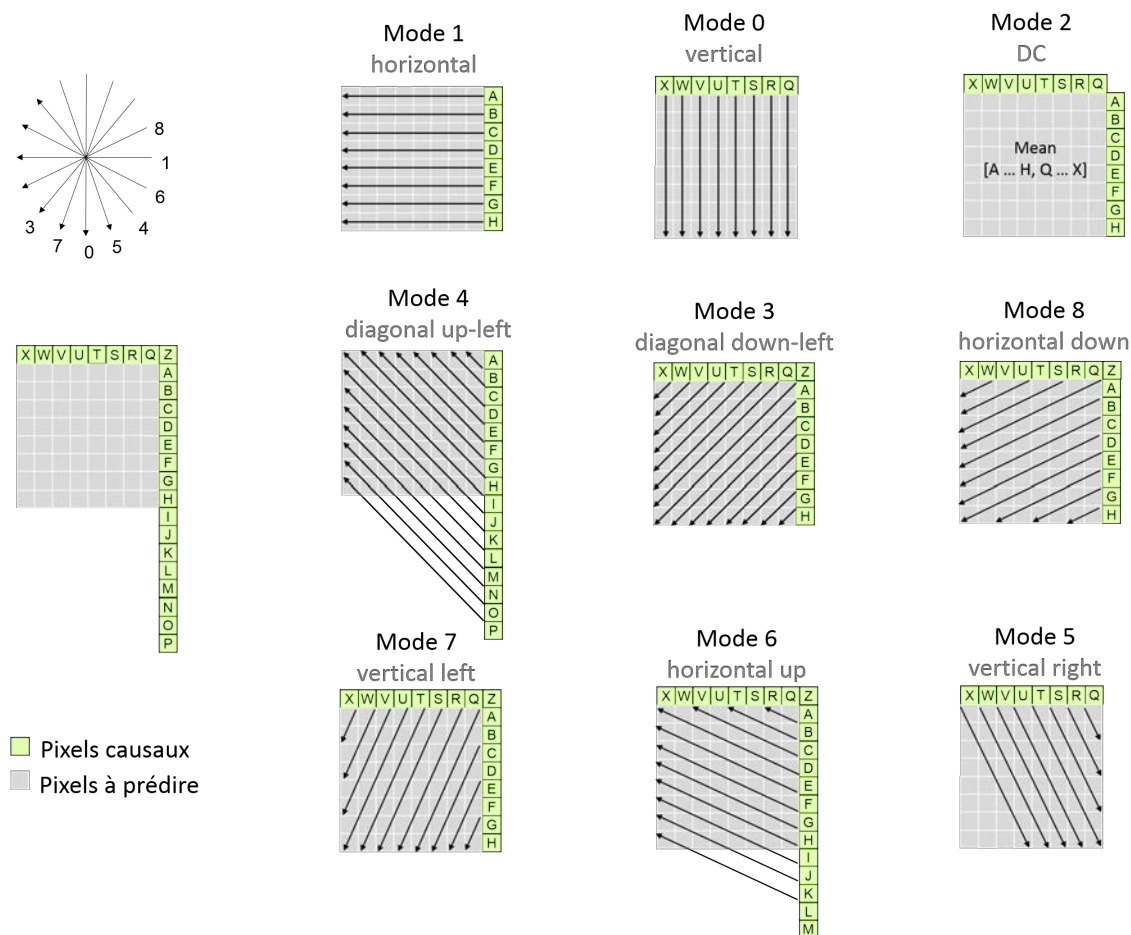 Mode 1
horizontal
A
B
C
D
E
F
G
H
Mode 0
vertical
X W V U T S R Q
Mode 2
DC
X W V U T S R Q
A
B
C
D
E
F
G
H
Mean
[A ... H, Q ... X]
8
1
6
4
5
0
7
3
X W V U T S R Q Z
A
B
C
D
E
F
G
H
I
J
K
L
M
N
O
P
Mode 4
diagonal up-left
A
B
C
D
E
F
G
H
I
J
K
L
M
N
O
P
Mode 3
diagonal down-left
X W V U T S R Q Z
A
B
C
D
E
F
G
H
Mode 8
horizontal down
X W V U T S R Q Z
A
B
C
D
E
F
G
H
Mode 7
vertical left
X W V U T S R Q Z
A
B
C
D
E
F
G
H
Mode 6
horizontal up
X W V U T S R Q Z
A
B
C
D
E
F
G
H
I
J
K
L
M
Mode 5
vertical right
X W V U T S R Q
Pixels causaux
Pixels à prédire